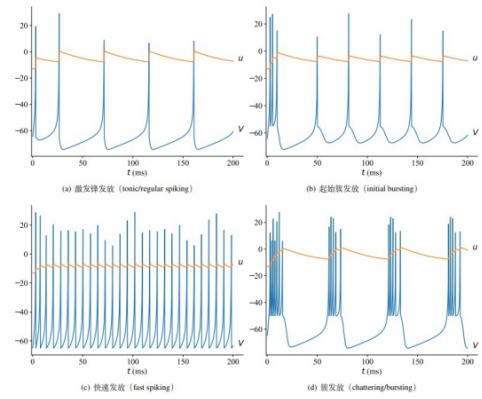 20
0
−20
−40
−60
u
V
0 50 100 150 200
t (ms)
(a) 激发锋发放（tonic/regular spiking）
20
0
−20
−40
−60
u
V
0 50 100 150 200
t (ms)
(b) 起始簇发放（initial bursting）
20
0
−20
−40
−60
u
V
0 50 100 150 200
t (ms)
(c) 快速发放（fast spiking）
20
0
−20
−40
−60
u
V
0 50 100 150 200
t (ms)
(d) 簇发放（chattering/bursting）